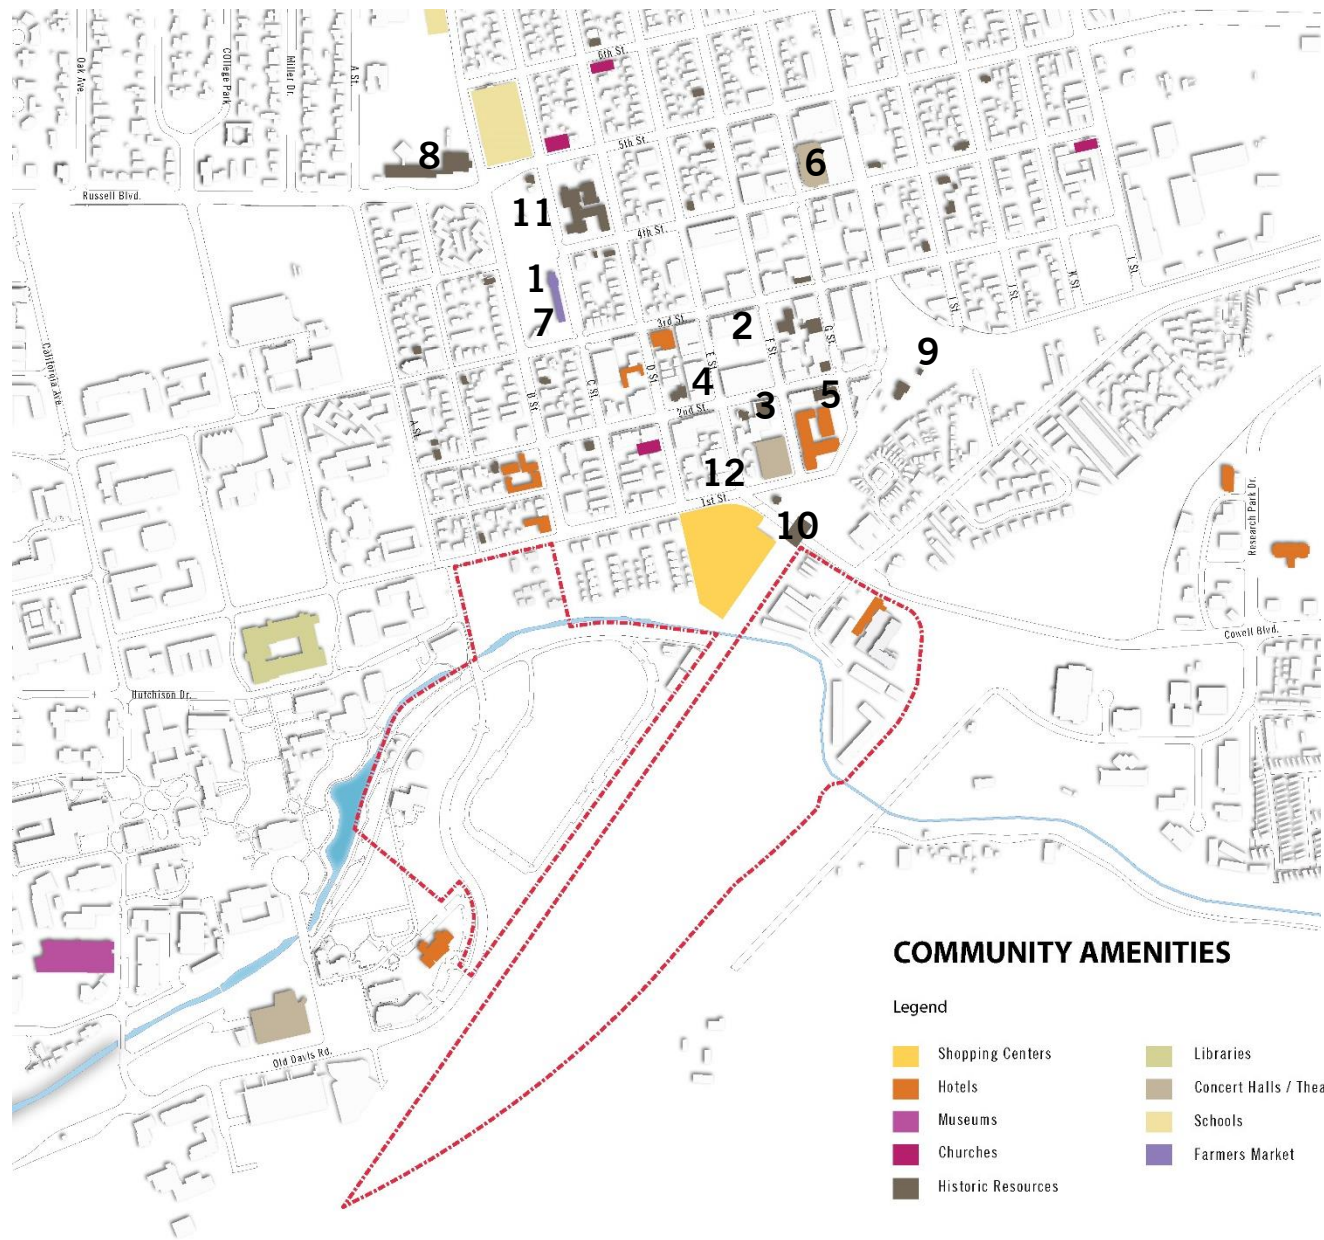 6th St.
Oak Ave.
College Park
Miller Dr.
A St.
5th St.
8
6
Russell Blvd.
11
4th St.
L St.
K St.
J St.
I St.
1
7
3rd St.
2
F St.
G St.
E St.
9
California Ave.
D St.
4
C St.
B St.
2nd St.
3
5
A St.
12
1st St.
10
Research Park Dr.
Cowell Blvd.
Hutchison Dr.
Old Davis Rd.
COMMUNITY AMENITIES
Legend
Shopping Centers
Hotels
Museums
Churches
Historic Resources
Libraries
Concert Halls / Thea
Schools
Farmers Market